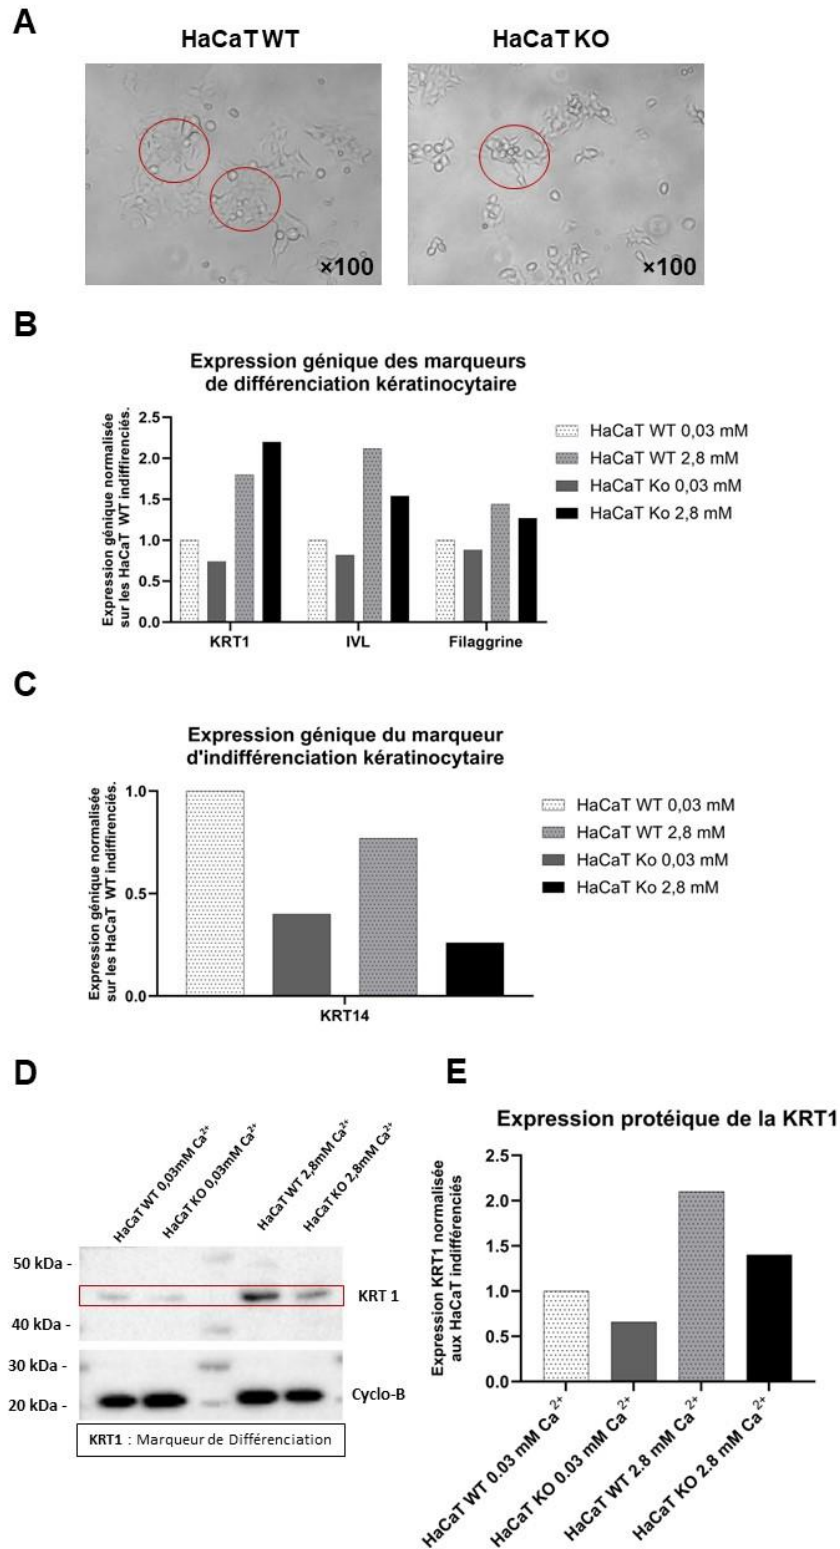 A
HaCaT WT
HaCaT KO
×100
×100
B
Expression génique des marqueurs
de différenciation kératinocytaire
Expression génique normalisée
sur les HaCaT WT indiffirenciés.
2.5
2.0
1.5
1.0
0.5
0.0
KRT1
IVL
Filaggrine
HaCaT WT 0,03 mM
HaCaT WT 2,8 mM
HaCaT Ko 0,03 mM
HaCaT Ko 2,8 mM
C
Expression génique du marqueur
d'indifférenciation kératinocytaire
Expression génique normalisée
sur les HaCaT WT indiffirenciés.
1.0
0.5
0.0
KRT14
HaCaT WT 0,03 mM
HaCaT WT 2,8 mM
HaCaT Ko 0,03 mM
HaCaT Ko 2,8 mM
D
HaCaT WT 0,03mM Ca²⁺
HaCaT KO 0,03mM Ca²⁺
HaCaT WT 2,8mM Ca²⁺
HaCaT KO 2,8mM Ca²⁺
50 kDa -
40 kDa -
30 kDa -
20 kDa -
KRT 1
Cyclo-B
KRT1 : Marqueur de Différenciation
E
Expression protéique de la KRT1
Expression KRT1 normalisée
aux HaCaT indifférenciés
2.5
2.0
1.5
1.0
0.5
0.0
HaCaT WT 0.03 mM Ca²⁺
HaCaT KO 0.03 mM Ca²⁺
HaCaT WT 2.8 mM Ca²⁺
HaCaT KO 2.8 mM Ca²⁺